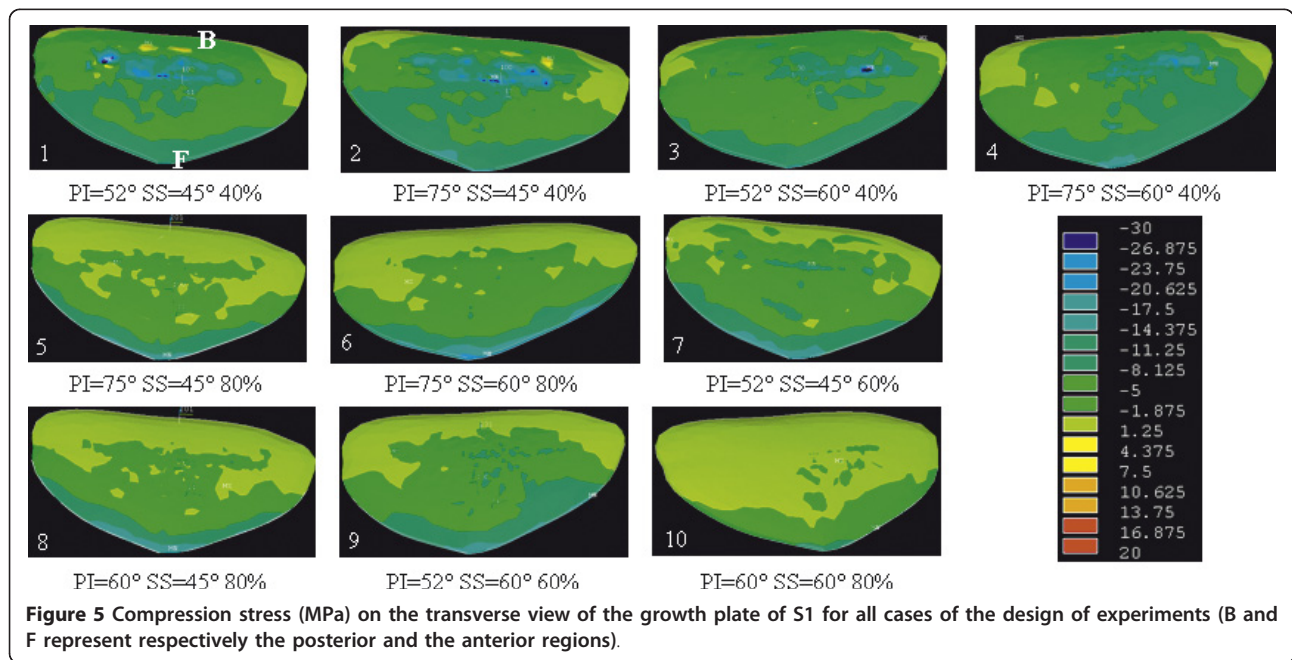 B
F
1
2
3
4
PI=52° SS=45° 40%
PI=75° SS=45° 40%
PI=52° SS=60° 40%
PI=75° SS=60° 40%
5
6
7
PI=75° SS=45° 80%
PI=75° SS=60° 80%
PI=52° SS=45° 60%
8
9
10
PI=60° SS=45° 80%
PI=52° SS=60° 60%
PI=60° SS=60° 80%
-30
-26.875
-23.75
-20.625
-17.5
-14.375
-11.25
-8.125
-5
-1.875
1.25
4.375
7.5
10.625
13.75
16.875
20
Figure 5 Compression stress (MPa) on the transverse view of the growth plate of S1 for all cases of the design of experiments (B and
F represent respectively the posterior and the anterior regions).